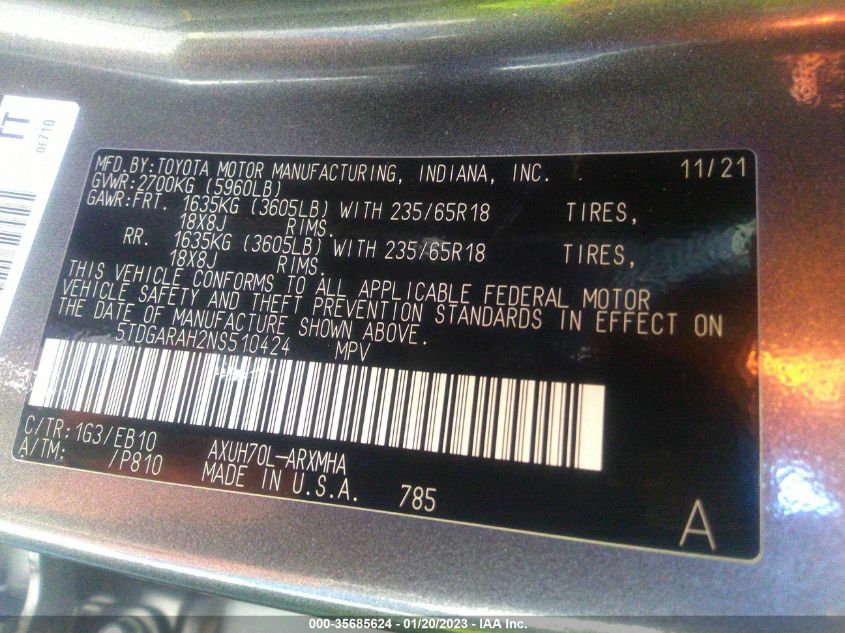 TT
0E710
MFD.BY:TOYOTA MOTOR MANUFACTURING, INDIANA, INC. 11/21
GVWR:2700KG (5960LB)
GAWR:FRT. 1635KG (3605LB) WITH 235/65R18 TIRES,
18X8J RIMS.
RR. 1635KG (3605LB) WITH 235/65R18 TIRES,
18X8J RIMS.
THIS VEHICLE CONFORMS TO ALL APPLICABLE FEDERAL MOTOR
VEHICLE SAFETY AND THEFT PREVENTION STANDARDS IN EFFECT ON
THE DATE OF MANUFACTURE SHOWN ABOVE.
5TDGARAH2NS510424 MPV
C/TR:1G3/EB10 AXUH70L-ARXMHA
A/TM: /P810 MADE IN U.S.A. 785
A
000-35685624 - 01/20/2023 - IAA Inc.